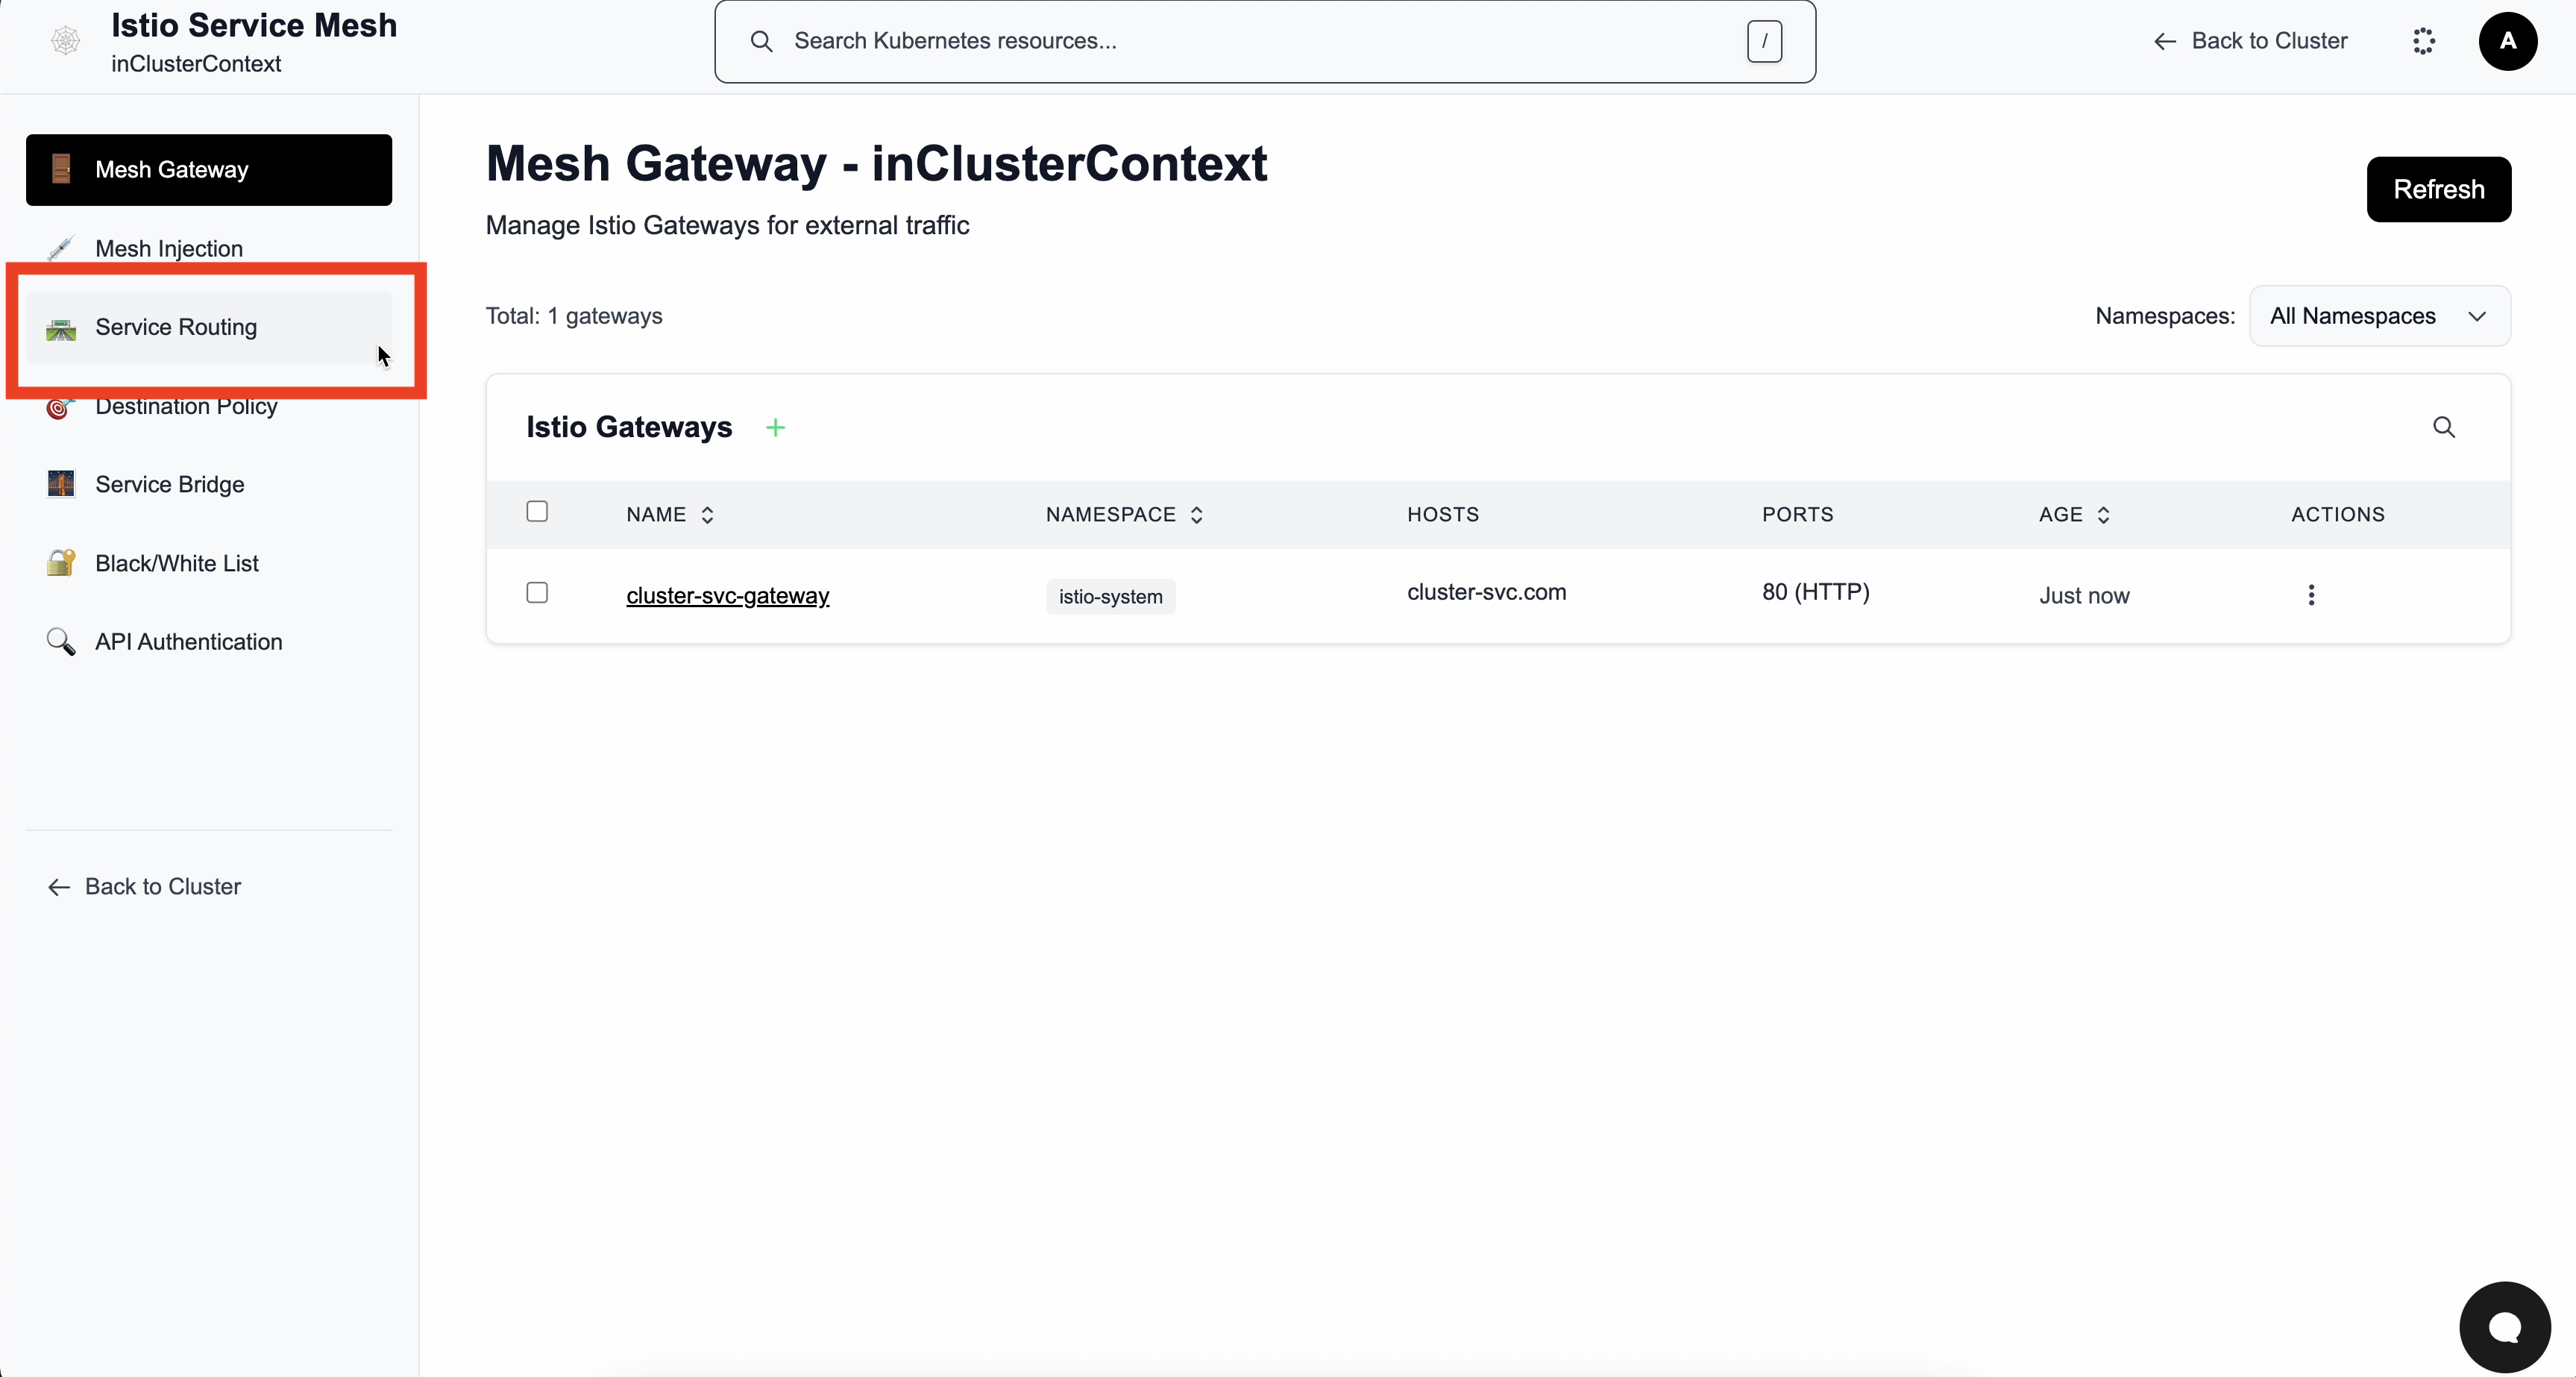 Istio Service Mesh
inClusterContext
Search Kubernetes resources...
/
Back to Cluster
A
Mesh Gateway
Mesh Injection
Service Routing
Destination Policy
Service Bridge
Black/White List
API Authentication
Back to Cluster
Mesh Gateway - inClusterContext
Manage Istio Gateways for external traffic
Refresh
Total: 1 gateways
Namespaces: All Namespaces
Istio Gateways +
NAME NAMESPACE HOSTS PORTS AGE ACTIONS
cluster-svc-gateway istio-system cluster-svc.com 80 (HTTP) Just now